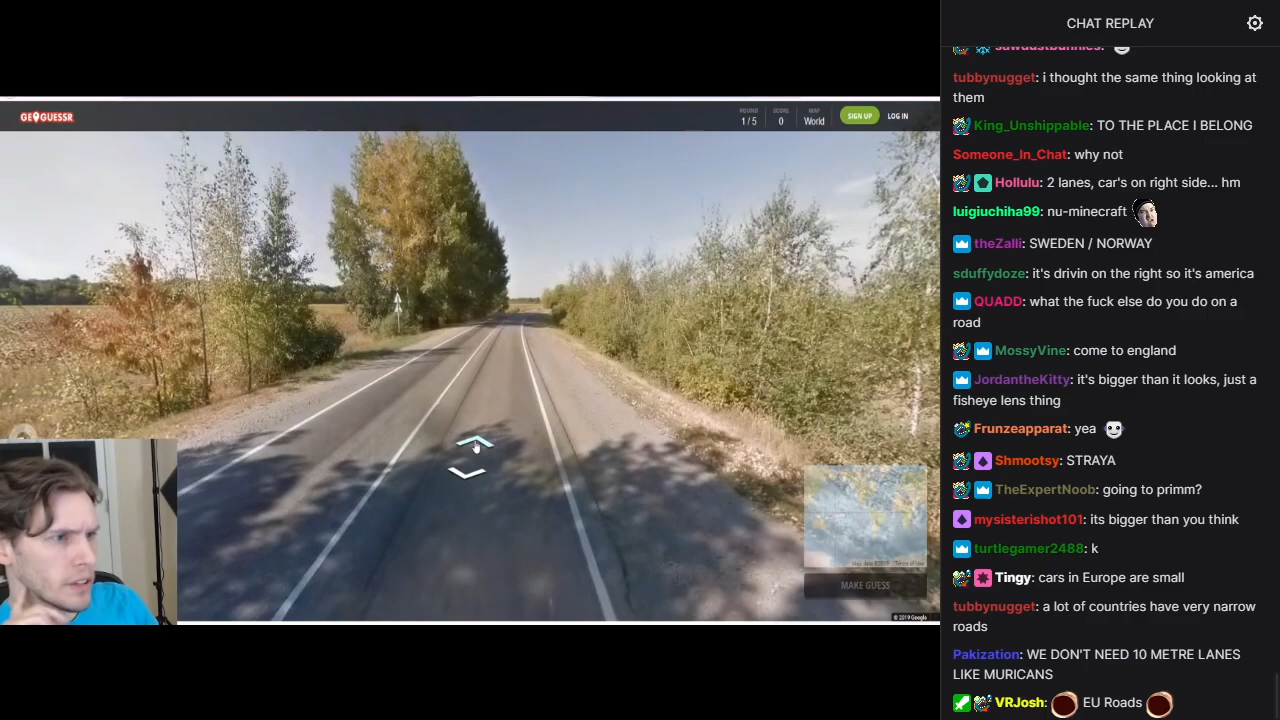 GEOGUESSR
ROUND
1 / 5
SCORE
0
MAP
World
SIGN UP
LOG IN
MAKE GUESS
© 2019 Google
CHAT REPLAY
sawdustbunnies:
tubbynugget: i thought the same thing looking at
them
King_Unshippable: TO THE PLACE I BELONG
Someone_In_Chat: why not
Hollulu: 2 lanes, car's on right side... hm
luigiuchiha99: nu-minecraft
theZalli: SWEDEN / NORWAY
sduffydoze: it's drivin on the right so it's america
QUADD: what the fuck else do you do on a
road
MossyVine: come to england
JordantheKitty: it's bigger than it looks, just a
fisheye lens thing
Frunzeapparat: yea
Shmootsy: STRAYA
TheExpertNoob: going to primm?
mysisterishot101: its bigger than you think
turtlegamer2488: k
Tingy: cars in Europe are small
tubbynugget: a lot of countries have very narrow
roads
Pakization: WE DON'T NEED 10 METRE LANES
LIKE MURICANS
VRJosh: EU Roads